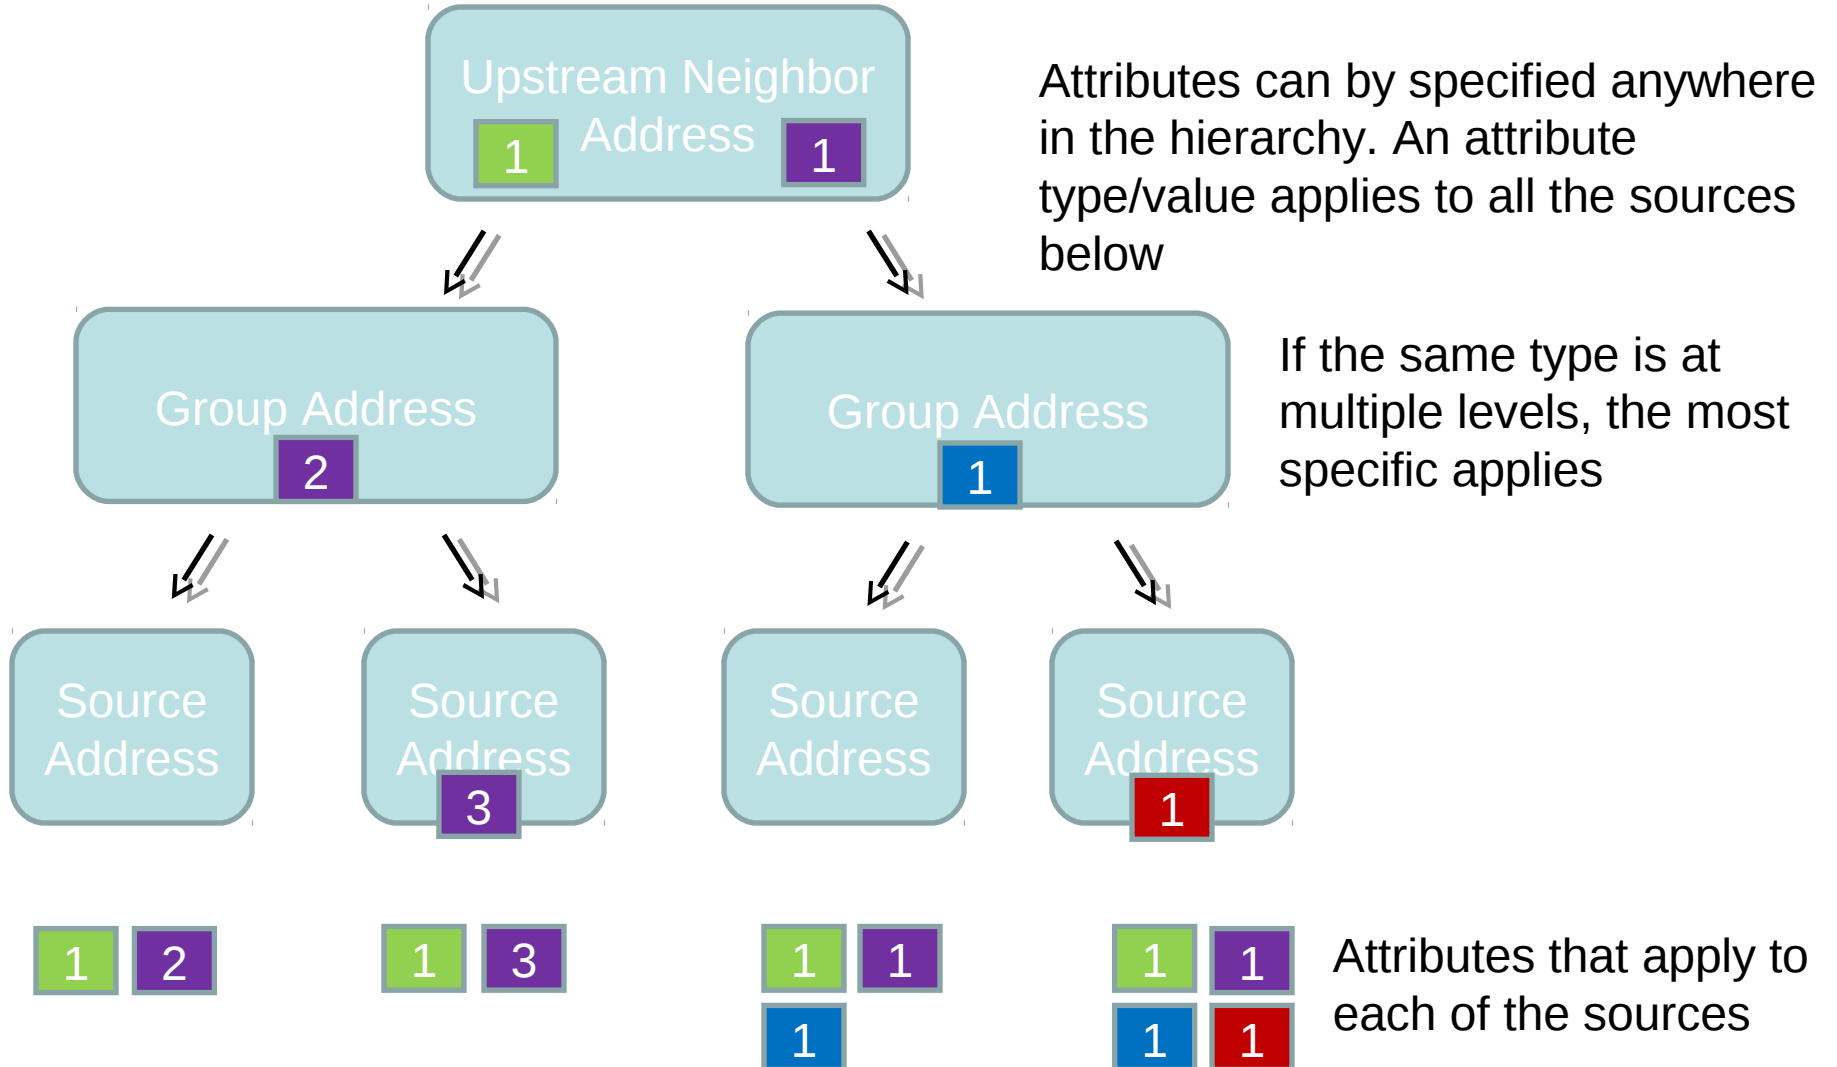 Upstream Neighbor
Address
1
1
Attributes can by specified anywhere
in the hierarchy. An attribute
type/value applies to all the sources
below
Group Address
2
Group Address
1
If the same type is at
multiple levels, the most
specific applies
Source
Address
Source
Address
3
Source
Address
Source
Address
1
1 2
1 3
1 1
1
1 1
1 1
Attributes that apply to
each of the sources